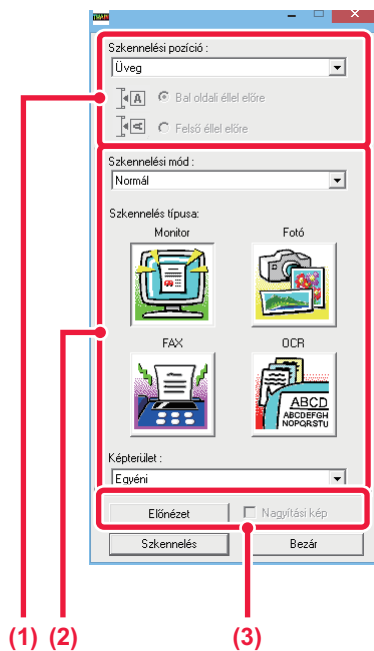 Szkennelési pozíció :
Üveg
A
Bal oldali éllel előre
A
Felső éllel előre
Szkennelési mód :
Normál
Szkennelés típusa:
Monitor
Fotó
FAX
OCR
ABCD
ABCDEFGH
NOPQRSTU
Képterület :
Egyéni
Előnézet
Nagyítási kép
Szkennelés
Bezár
(1) (2) (3)